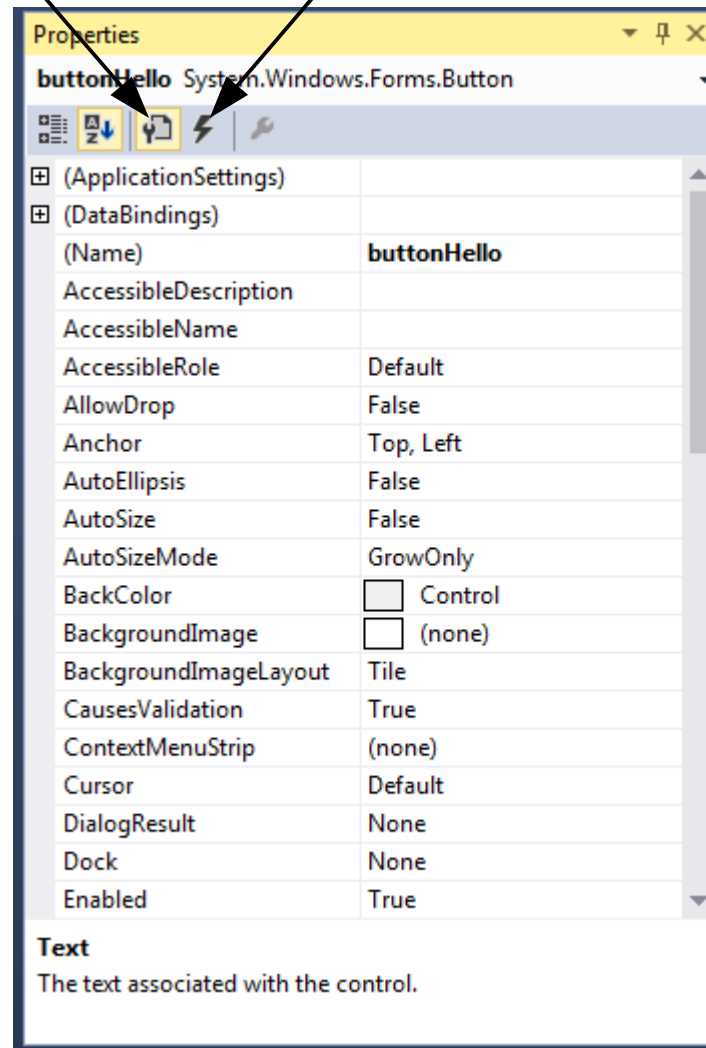 Properties
buttonHello System.Windows.Forms.Button
(ApplicationSettings)
(DataBindings)
(Name) buttonHello
AccessibleDescription
AccessibleName
AccessibleRole Default
AllowDrop False
Anchor Top, Left
AutoEllipsis False
AutoSize False
AutoSizeMode GrowOnly
BackColor Control
BackgroundImage (none)
BackgroundImageLayout Tile
CausesValidation True
ContextMenuStrip (none)
Cursor Default
DialogResult None
Dock None
Enabled True
Text
The text associated with the control.